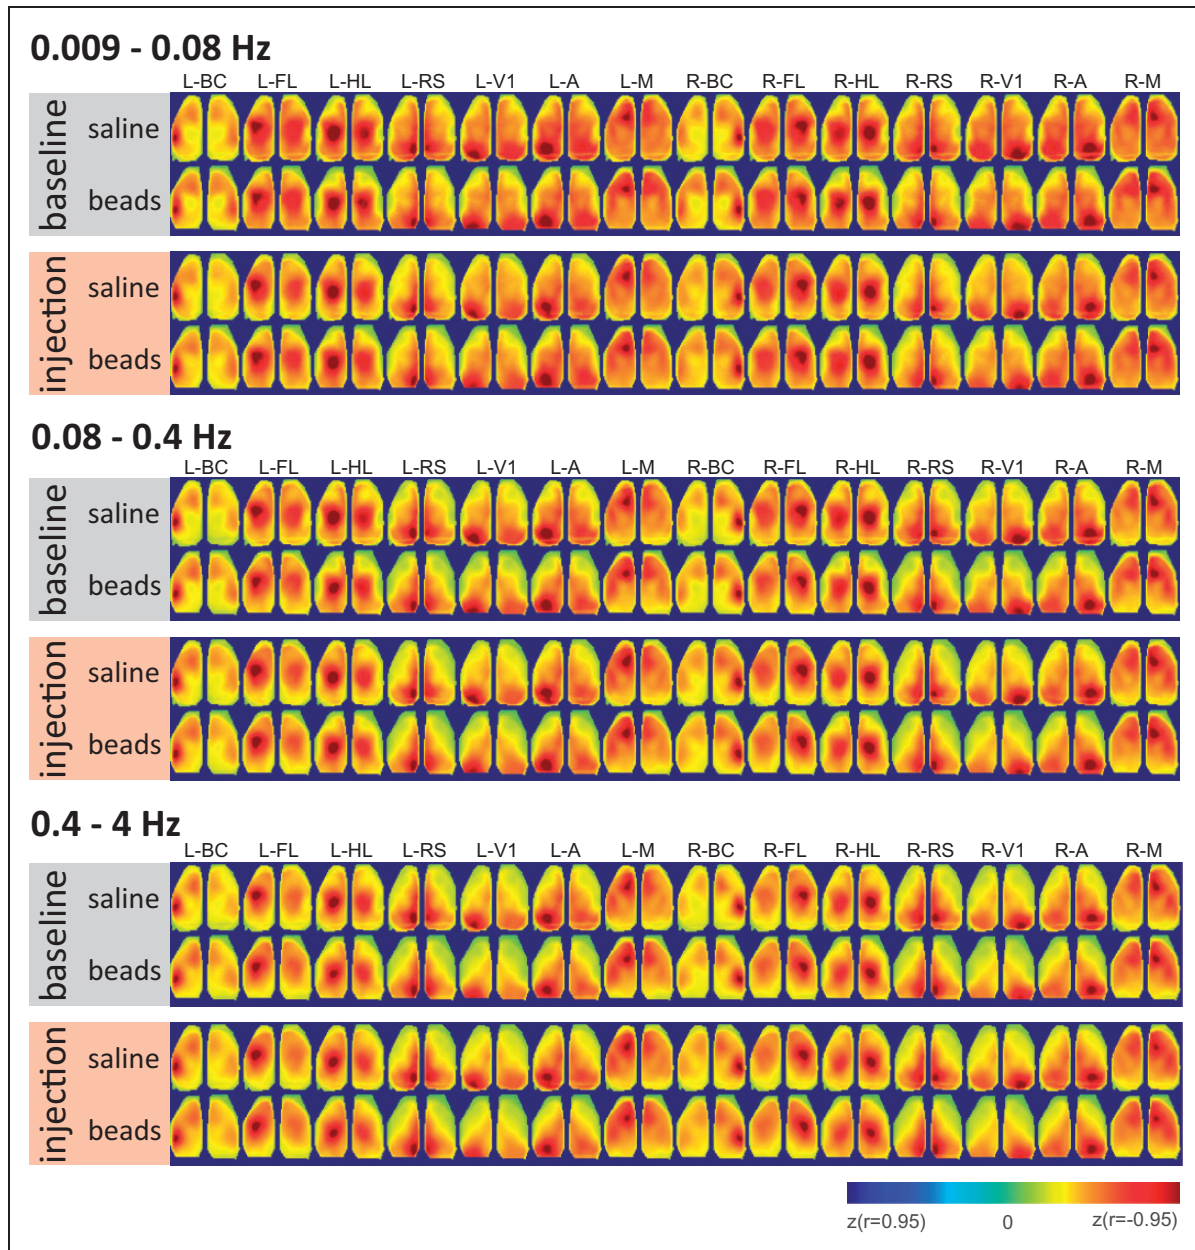 0.009 - 0.08 Hz
L-BC L-FL L-HL L-RS L-V1 L-A L-M R-BC R-FL R-HL R-RS R-V1 R-A R-M
baseline
saline
beads
injection
saline
beads
0.08 - 0.4 Hz
L-BC L-FL L-HL L-RS L-V1 L-A L-M R-BC R-FL R-HL R-RS R-V1 R-A R-M
baseline
saline
beads
injection
saline
beads
0.4 - 4 Hz
L-BC L-FL L-HL L-RS L-V1 L-A L-M R-BC R-FL R-HL R-RS R-V1 R-A R-M
baseline
saline
beads
injection
saline
beads
z(r=0.95) 0 z(r=-0.95)